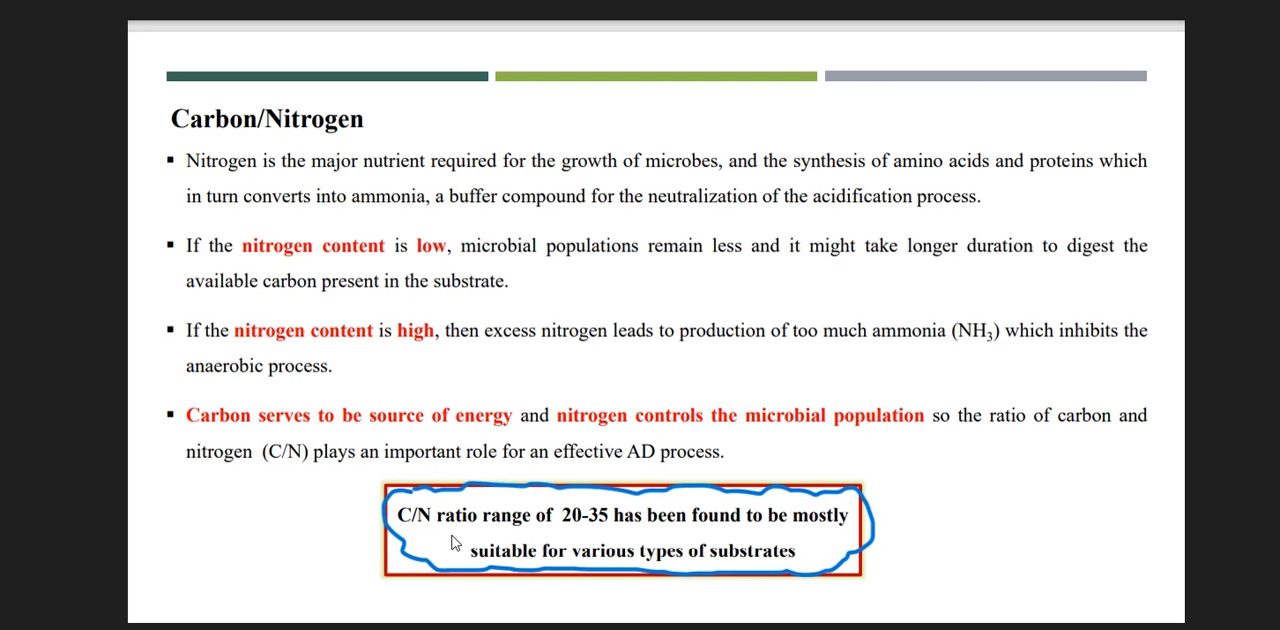 Carbon/Nitrogen
▪ Nitrogen is the major nutrient required for the growth of microbes, and the synthesis of amino acids and proteins which
in turn converts into ammonia, a buffer compound for the neutralization of the acidification process.
▪ If the nitrogen content is low, microbial populations remain less and it might take longer duration to digest the
available carbon present in the substrate.
▪ If the nitrogen content is high, then excess nitrogen leads to production of too much ammonia (NH₃) which inhibits the
anaerobic process.
▪ Carbon serves to be source of energy and nitrogen controls the microbial population so the ratio of carbon and
nitrogen (C/N) plays an important role for an effective AD process.
C/N ratio range of 20-35 has been found to be mostly
suitable for various types of substrates